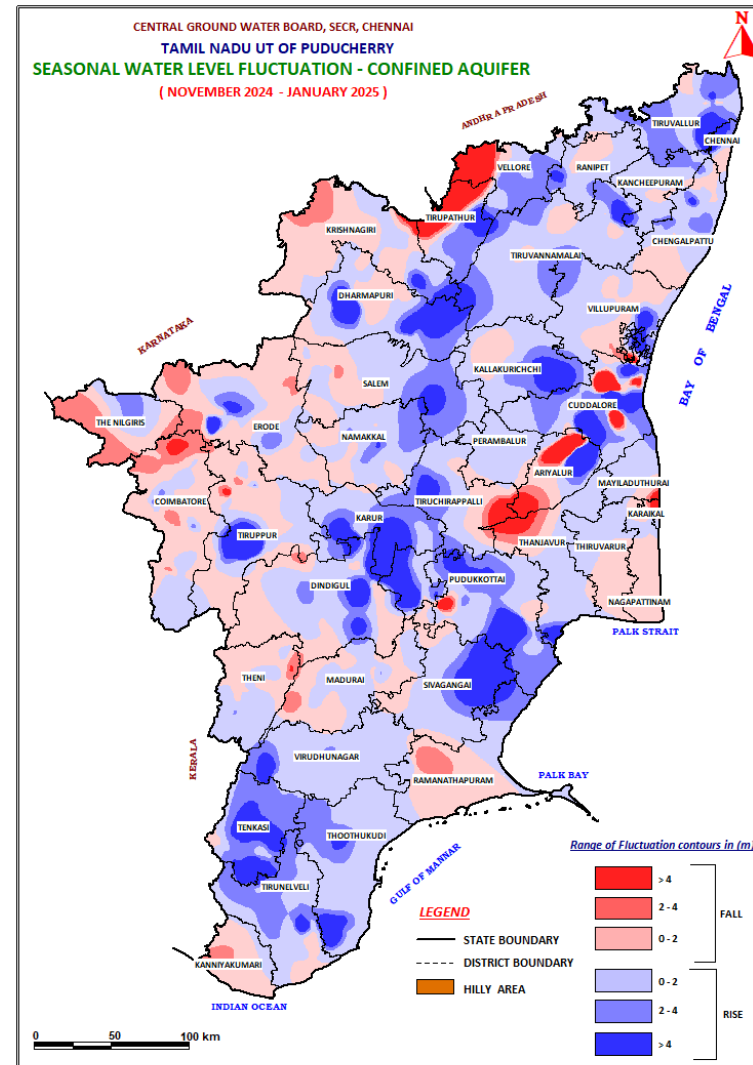 CENTRAL GROUND WATER BOARD, SECR, CHENNAI
TAMIL NADU UT OF PUDUCHERRY
SEASONAL WATER LEVEL FLUCTUATION - CONFINED AQUIFER
( NOVEMBER 2024 - JANUARY 2025 )
N
ANDHRA PRADESH
TIRUVALLUR
CHENNAI
VELLORE
RANIPET
KANCHEEPURAM
TIRUPATHUR
KRISHNAGIRI
CHENGALPATTU
TIRUVANNAMALAI
DHARMAPURI
VILLUPURAM
BAY OF BENGAL
KARNATAKA
KALLAKURICHCHI
SALEM
CUDDALORE
THE NILGIRIS
ERODE
NAMAKKAL
PERAMBALUR
ARIYALUR
MAYILADUTHURAI
COIMBATORE
TIRUCHIRAPPALLI
KARAIKAL
KARUR
TIRUPPUR
THANJAVUR
THIRUVARUR
DINDIGUL
PUDUKKOTTAI
NAGAPATTINAM
PALK STRAIT
THENI
MADURAI
SIVAGANGAI
KERALA
VIRUDHUNAGAR
RAMANATHAPURAM
PALK BAY
TENKASI
THOOTHUKUDI
GULF OF MANNAR
TIRUNELVELI
KANNIYAKUMARI
INDIAN OCEAN
Range of Fluctuation contours in (m)
> 4
2 - 4
0 - 2
FALL
0 - 2
2 - 4
> 4
RISE
LEGEND
STATE BOUNDARY
DISTRICT BOUNDARY
HILLY AREA
0 50 100 km